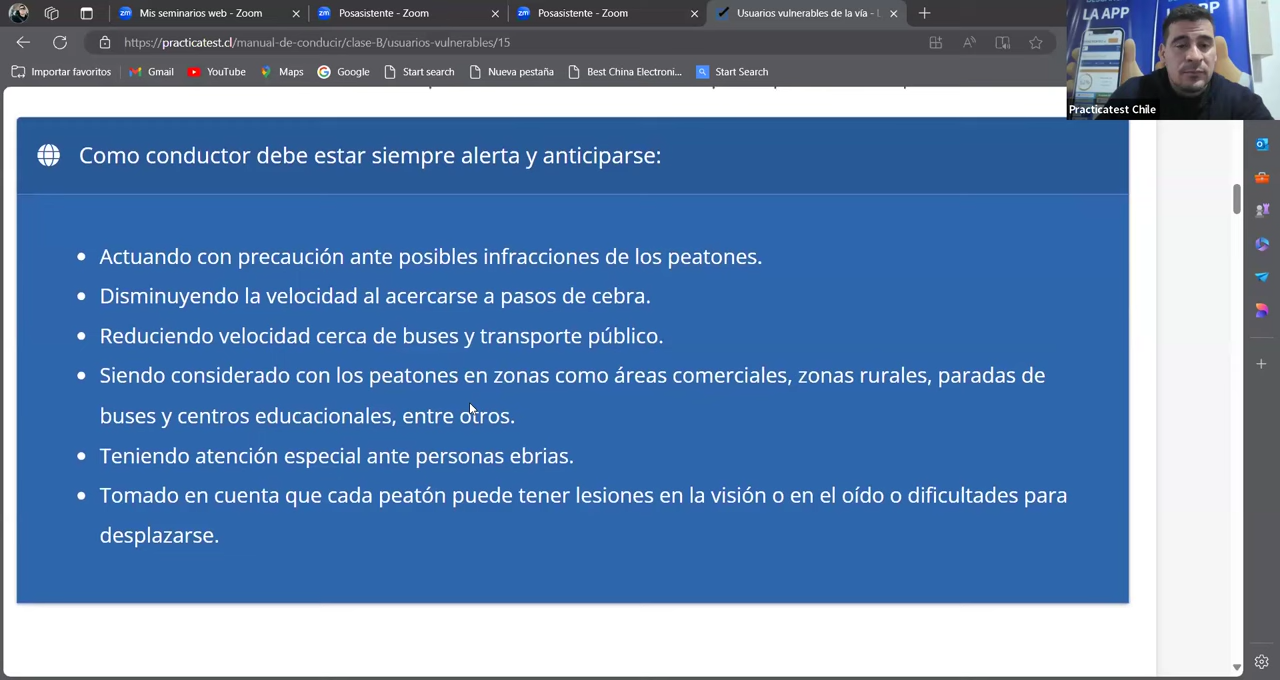 Mis seminarios web - Zoom
Posasistente - Zoom
Posasistente - Zoom
Usuarios vulnerables de la vía - L
https://practicatest.cl/manual-de-conducir/clase-B/usuarios-vulnerables/15
Importar favoritos
Gmail
YouTube
Maps
Google
Start search
Nueva pestaña
Best China Electroni...
Start Search
LA APP
LA APP
Practicatest Chile
Como conductor debe estar siempre alerta y anticiparse:
Actuando con precaución ante posibles infracciones de los peatones.
Disminuyendo la velocidad al acercarse a pasos de cebra.
Reduciendo velocidad cerca de buses y transporte público.
Siendo considerado con los peatones en zonas como áreas comerciales, zonas rurales, paradas de
buses y centros educacionales, entre otros.
Teniendo atención especial ante personas ebrias.
Tomado en cuenta que cada peatón puede tener lesiones en la visión o en el oído o dificultades para
desplazarse.